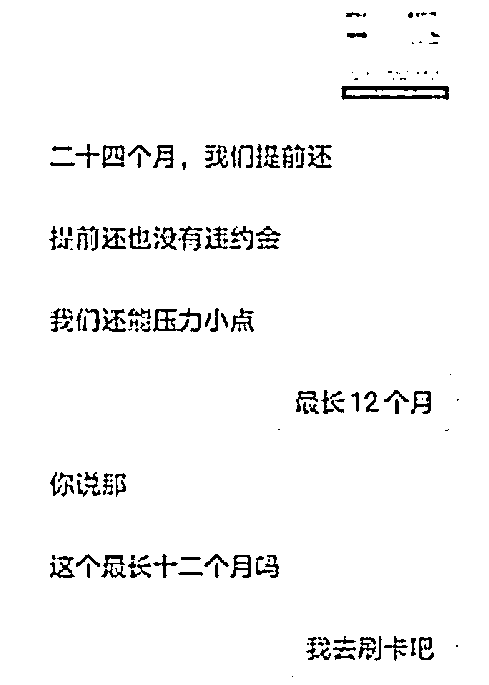 二十四个月，我们提前还
提前还也没有违约金
我们还能压力小点
最长12个月
你说那
这个最长十二个月吗
我去刷卡吧